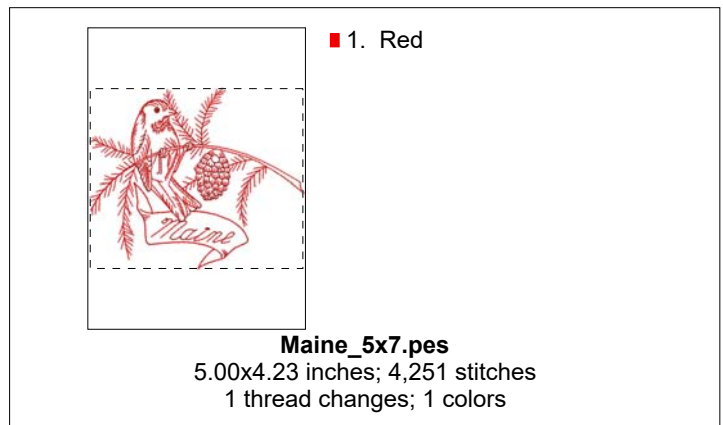 1. Red
Maine
Maine_5x7.pes
5.00x4.23 inches; 4,251 stitches
1 thread changes; 1 colors